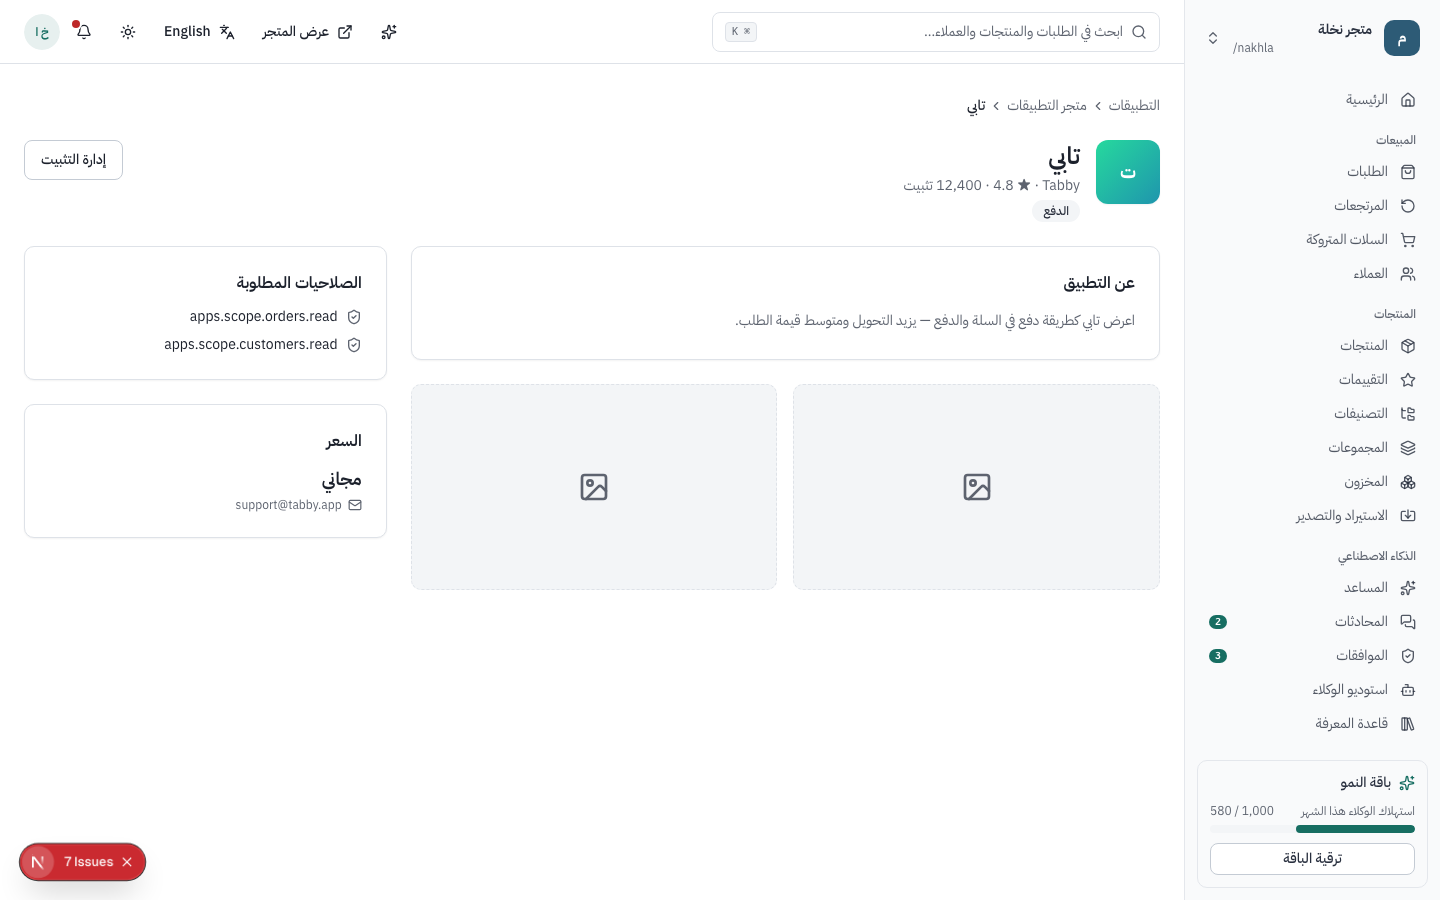 م
متجر نخلة
/nakhla
الرئيسية
المبيعات
الطلبات
المرتجعات
السلات المتروكة
العملاء
المنتجات
المنتجات
التقييمات
التصنيفات
المجموعات
المخزون
الاستيراد والتصدير
الذكاء الاصطناعي
المساعد
المحادثات 2
الموافقات 3
استوديو الوكلاء
قاعدة المعرفة
باقة النمو
استهلاك الوكلاء هذا الشهر 580 / 1,000
ترقية الباقة
ابحث في الطلبات والمنتجات والعملاء... ⌘ K
عرض المتجر
English
خ ا
التطبيقات
متجر التطبيقات
تابي
ت
تابي
Tabby · ★ 4.8 · 12,400 تثبيت
الدفع
إدارة التثبيت
عن التطبيق
اعرض تابي كطريقة دفع في السلة والدفع — يزيد التحويل ومتوسط قيمة الطلب.
الصلاحيات المطلوبة
apps.scope.orders.read
apps.scope.customers.read
السعر
مجاني
support@tabby.app
N 7 Issues